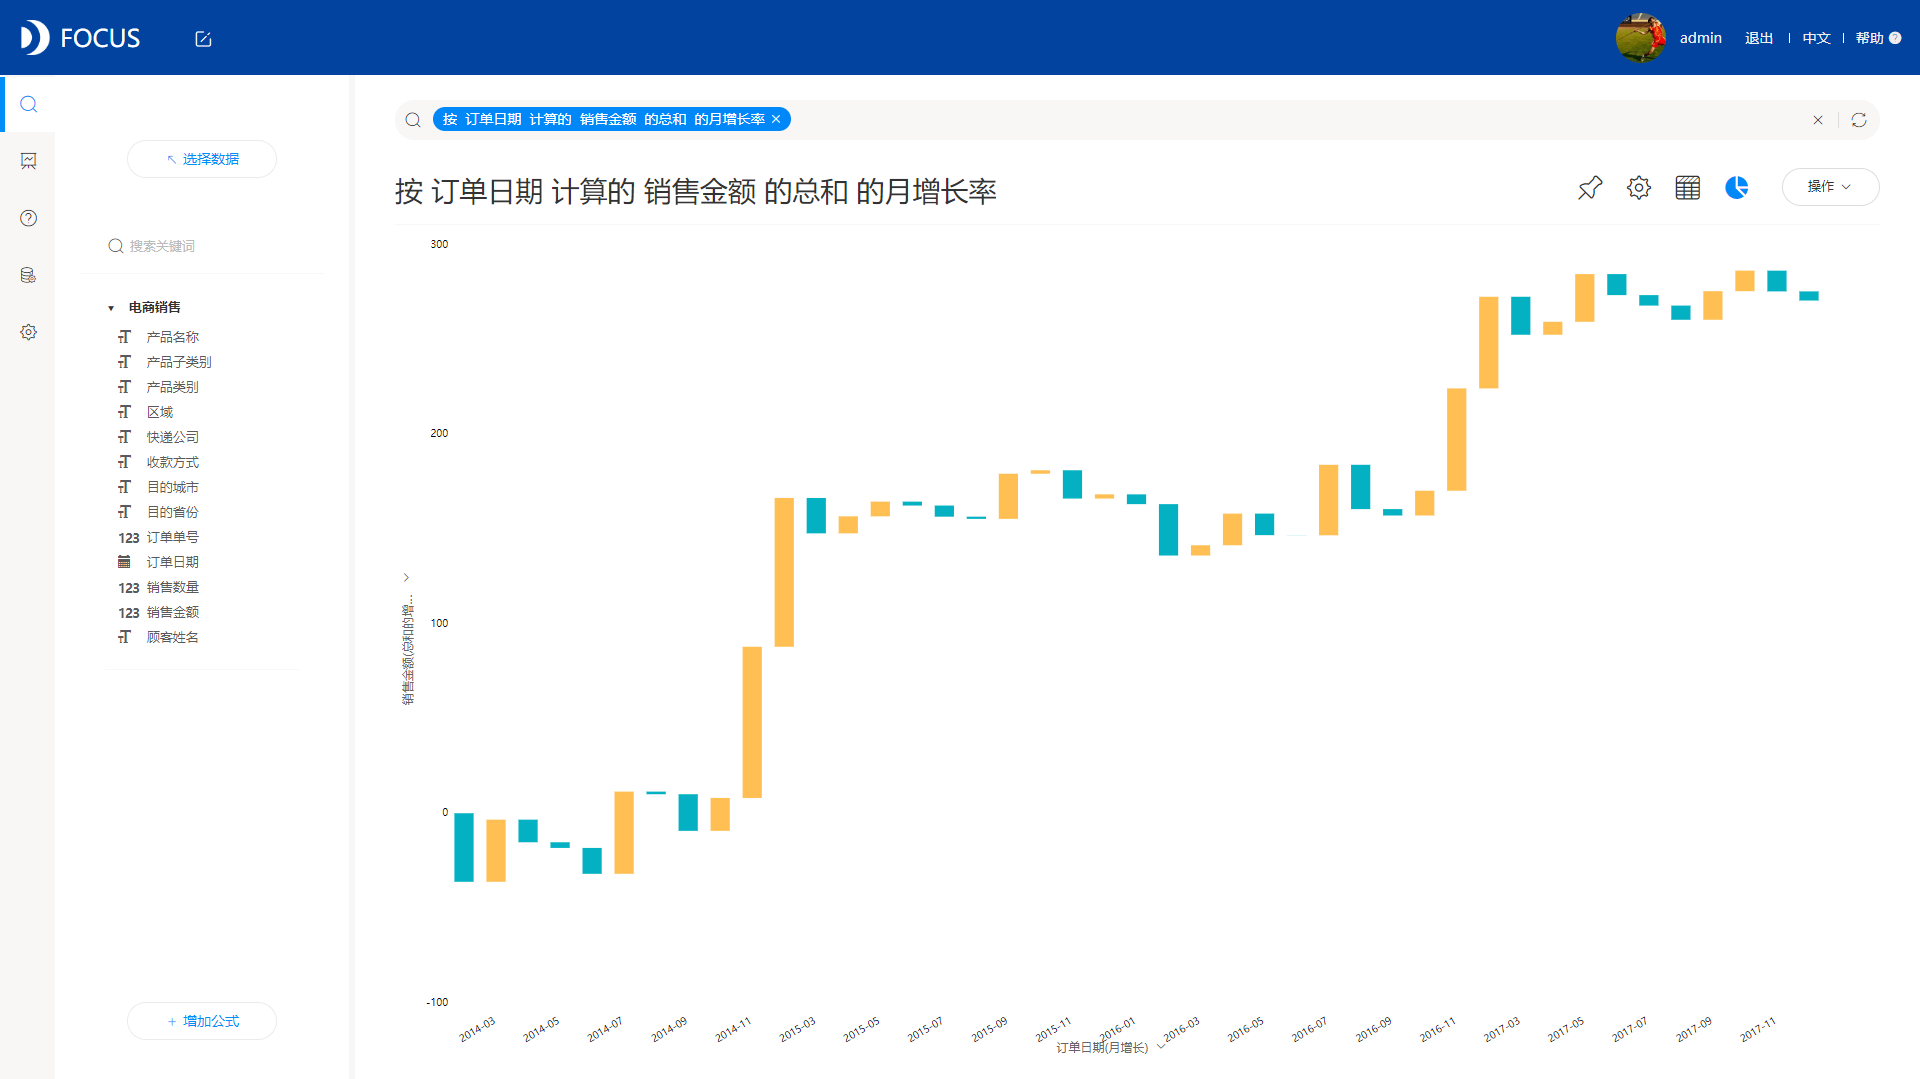 FOCUS
admin 退出 中文 帮助 ?
按 订单日期 计算的 销售金额 的总和 的月增长率 ×
选择数据
按 订单日期 计算的 销售金额 的总和 的月增长率
操作
搜索关键词
电商销售
产品名称
产品子类别
产品类别
区域
快递公司
收款方式
目的城市
目的省份
123 订单单号
订单日期
123 销售数量
123 销售金额
顾客姓名
+ 增加公式
300
200
100
0
-100
销售金额(总和的增...
2014-03 2014-05 2014-07 2014-09 2014-11 2015-03 2015-05 2015-07 2015-09 2015-11 2016-01 2016-03 2016-05 2016-07 2016-09 2016-11 2017-03 2017-05 2017-07 2017-09 2017-11
订单日期(月增长)